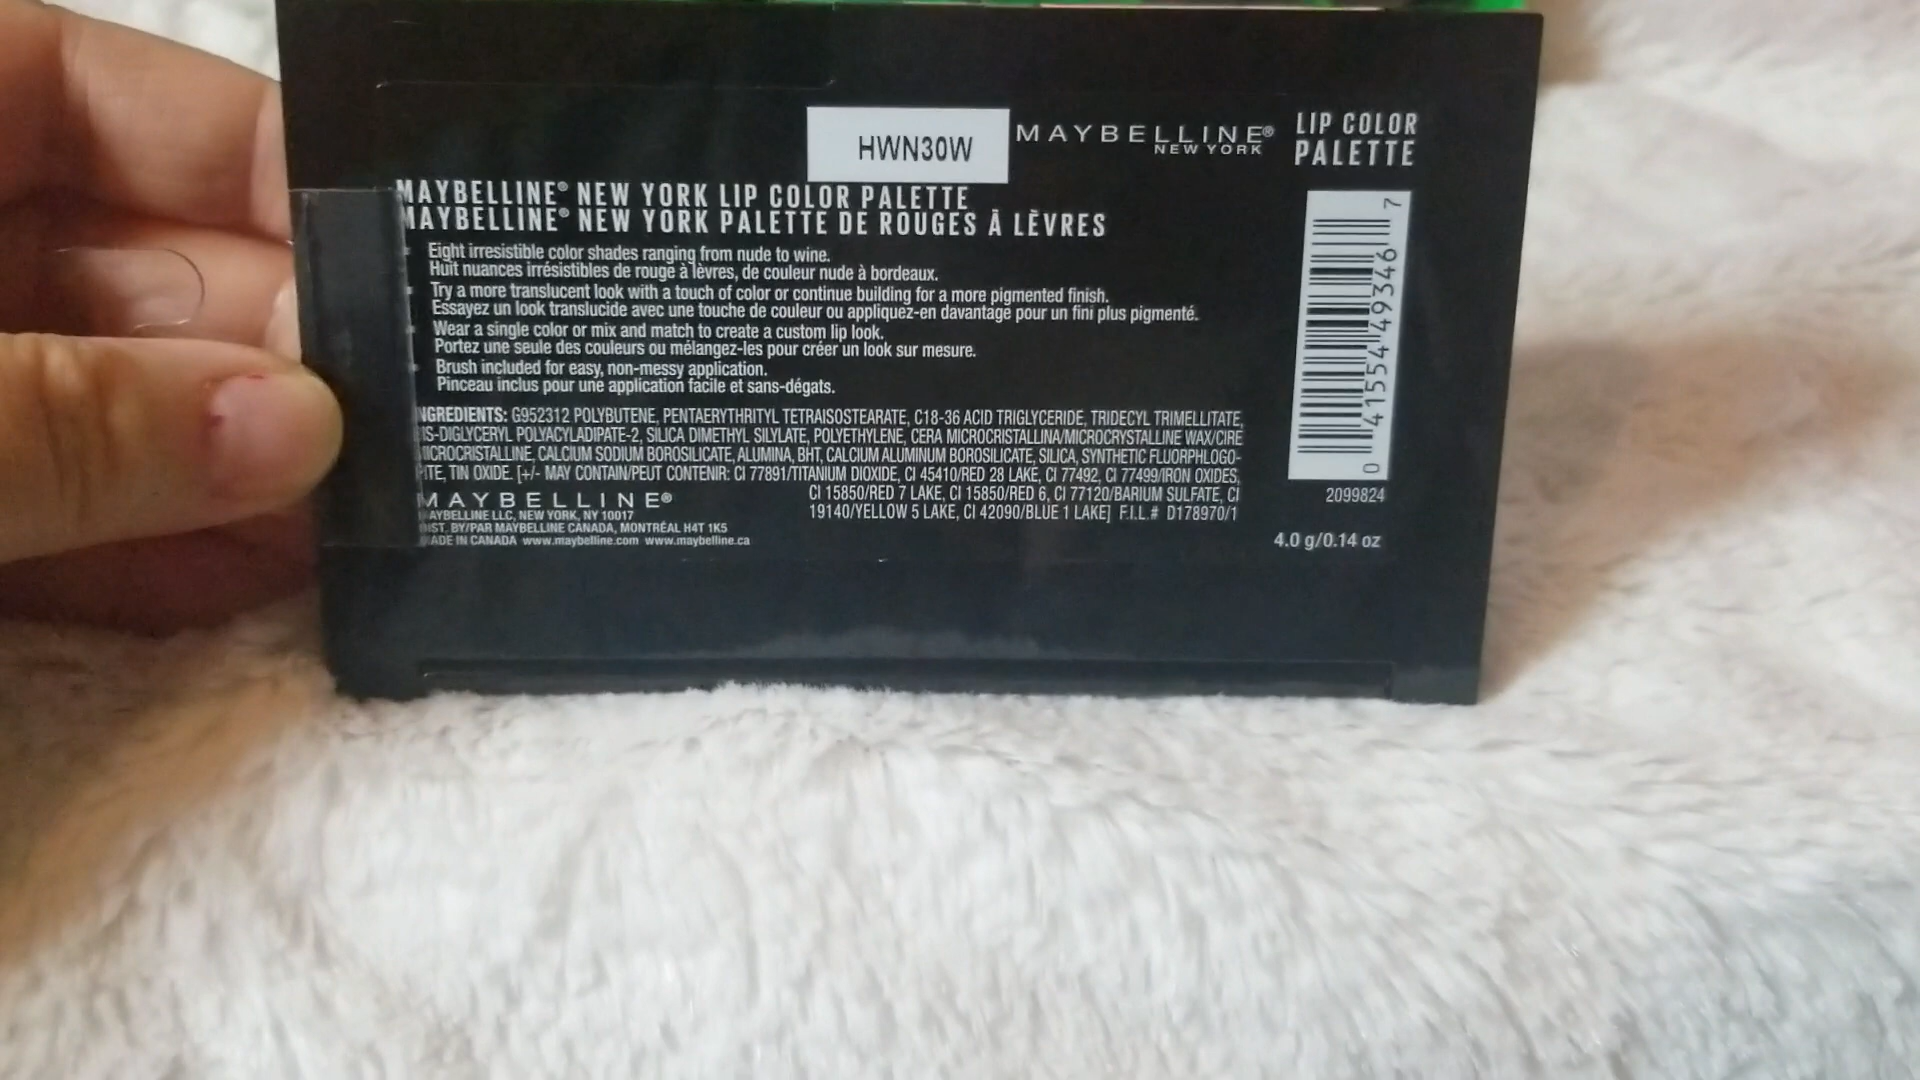 HWN30W
MAYBELLINE®
NEW YORK
LIP COLOR
PALETTE
MAYBELLINE® NEW YORK LIP COLOR PALETTE
MAYBELLINE® NEW YORK PALETTE DE ROUGES À LÈVRES
Eight irresistible color shades ranging from nude to wine.
Huit nuances irrésistibles de rouge à lèvres, de couleur nude à bordeaux.
Try a more translucent look with a touch of color or continue building for a more pigmented finish.
Essayez un look translucide avec une touche de couleur ou appliquez-en davantage pour un fini plus pigmenté.
Wear a single color or mix and match to create a custom lip look.
Portez une seule des couleurs ou mélangez-les pour créer un look sur mesure.
Brush included for easy, non-messy application.
Pinceau inclus pour une application facile et sans-dégats.
NGREDIENTS: G952312 POLYBUTENE, PENTAERYTHRITYL TETRAISOSTEARATE, C18-36 ACID TRIGLYCERIDE, TRIDECYL TRIMELLITATE,
IS-DIGLYCERYL POLYACYLADIPATE-2, SILICA DIMETHYL SILYLATE, POLYETHYLENE, CERA MICROCRISTALLINA/MICROCRYSTALLINE WAX/CIRE
MICROCRISTALLINE, CALCIUM SODIUM BOROSILICATE, ALUMINA, BHT, CALCIUM ALUMINUM BOROSILICATE, SILICA, SYNTHETIC FLUORPHLOGO-
PITE, TIN OXIDE. [+/- MAY CONTAIN/PEUT CONTENIR: CI 77891/TITANIUM DIOXIDE, CI 45410/RED 28 LAKE, CI 77492, CI 77499/IRON OXIDES,
CI 15850/RED 7 LAKE, CI 15850/RED 6, CI 77120/BARIUM SULFATE, CI
19140/YELLOW 5 LAKE, CI 42090/BLUE 1 LAKE] F.I.L.# D178970/1
MAYBELLINE®
MAYBELLINE LLC, NEW YORK, NY 10017
DIST. BY/PAR MAYBELLINE CANADA, MONTRÉAL H4T 1K5
MADE IN CANADA www.maybelline.com www.maybelline.ca
0 41554 49346 7
2099824
4.0 g/0.14 oz